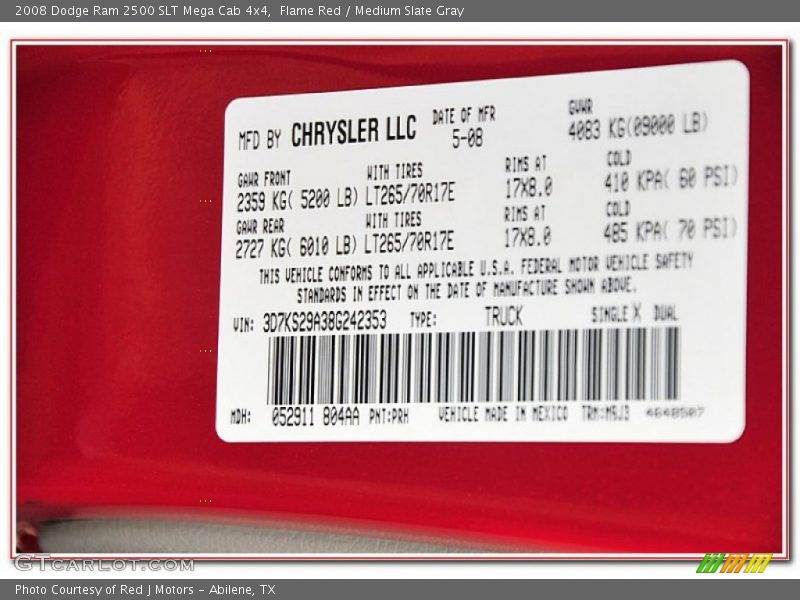 2008 Dodge Ram 2500 SLT Mega Cab 4x4,  Flame Red / Medium Slate Gray
MFD BY CHRYSLER LLC DATE OF MFR GVWR
5-08 4083 KG(09000 LB)
GAWR FRONT WITH TIRES RIMS AT COLD
2359 KG( 5200 LB) LT265/70R17E 17X8.0 410 KPA( 60 PSI)
GAWR REAR WITH TIRES RIMS AT COLD
2727 KG( 6010 LB) LT265/70R17E 17X8.0 485 KPA( 70 PSI)
THIS VEHICLE CONFORMS TO ALL APPLICABLE U.S.A. FEDERAL MOTOR VEHICLE SAFETY
STANDARDS IN EFFECT ON THE DATE OF MANUFACTURE SHOWN ABOVE.
VIN: 3D7KS29A38G242353 TYPE: TRUCK SINGLE X DUAL
MDH: 052911 804AA PNT:PRH VEHICLE MADE IN MEXICO TRM:M9J3 4648507
GTcarlot.com
Photo Courtesy of Red J Motors – Abilene, TX